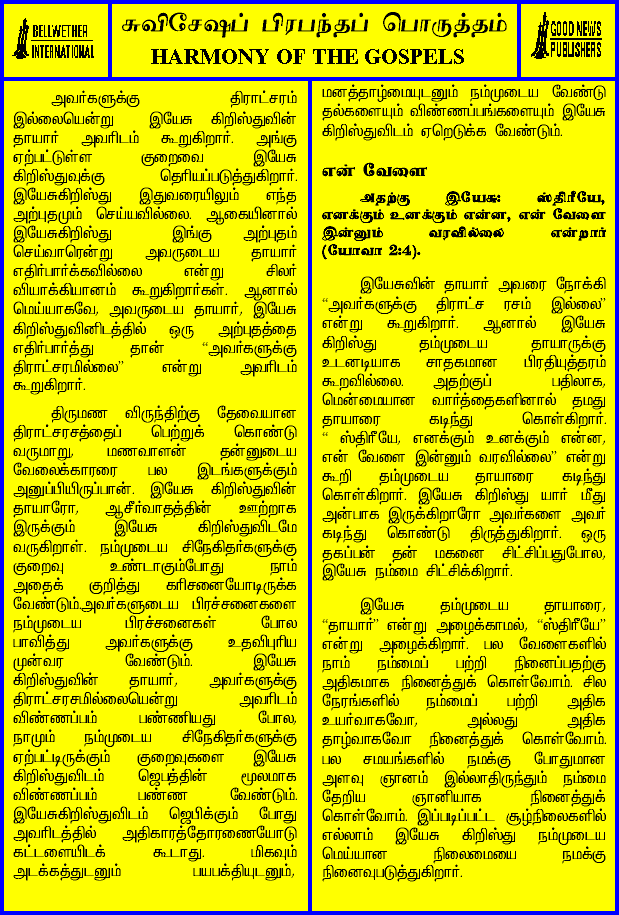 BELLWETHER
INTERNATIONAL
சுவிசேஷப் பிரபந்தப் பொருத்தம்
HARMONY OF THE GOSPELS
GOOD NEWS
PUBLISHERS
அவர்களுக்கு திராட்சரம்
இல்லையென்று இயேசு கிறிஸ்துவின்
தாயார் அவரிடம் கூறுகிறார். அங்கு
ஏற்பட்டுள்ள குறைவை இயேசு
கிறிஸ்துவுக்கு தெரியப்படுத்துகிறார்.
இயேசுகிறிஸ்து இதுவரையிலும் எந்த
அற்புதமும் செய்யவில்லை. ஆகையினால்
இயேசுகிறிஸ்து இங்கு அற்புதம்
செய்வாரென்று அவருடைய தாயார்
எதிர்பார்க்கவில்லை என்று சிலர்
வியாக்கியானம் கூறுகிறார்கள். ஆனால்
மெய்யாகவே, அவருடைய தாயார், இயேசு
கிறிஸ்துவினிடத்தில் ஒரு அற்புதத்தை
எதிர்பார்த்து தான் “அவர்களுக்கு
திராட்சரமில்லை” என்று அவரிடம்
கூறுகிறார்.
திருமண விருந்திற்கு தேவையான
திராட்சரசத்தைப் பெற்றுக் கொண்டு
வருமாறு, மணவாளன் தன்னுடைய
வேலைக்காரரை பல இடங்களுக்கும்
அனுப்பியிருப்பான். இயேசு கிறிஸ்துவின்
தாயாரோ, ஆசீர்வாதத்தின் ஊற்றாக
இருக்கும் இயேசு கிறிஸ்துவிடமே
வருகிறாள். நம்முடைய சிநேகிதர்களுக்கு
குறைவு உண்டாகும்போது நாம்
அதைக் குறித்து கரிசனையோடிருக்க
வேண்டும்.அவர்களுடைய பிரச்சனைகளை
நம்முடைய பிரச்சனைகள் போல
பாவித்து அவர்களுக்கு உதவிபுரிய
முன்வர வேண்டும். இயேசு
கிறிஸ்துவின் தாயார், அவர்களுக்கு
திராட்சரசமில்லையென்று அவரிடம்
விண்ணப்பம் பண்ணியது போல,
நாமும் நம்முடைய சிநேகிதர்களுக்கு
ஏற்பட்டிருக்கும் குறைவுகளை இயேசு
கிறிஸ்துவிடம் ஜெபத்தின் மூலமாக
விண்ணப்பம் பண்ண வேண்டும்.
இயேசுகிறிஸ்துவிடம் ஜெபிக்கும் போது
அவரிடத்தில் அதிகாரத்தோரணையோடு
கட்டளையிடக் கூடாது. மிகவும்
அடக்கத்துடனும் பயபக்தியுடனும்,
மனத்தாழ்மையுடனும் நம்முடைய வேண்டு
தல்களையும் விண்ணப்பங்களையும் இயேசு
கிறிஸ்துவிடம் ஏறெடுக்க வேண்டும்.
என் வேளை
அதற்கு இயேசு: ஸ்திரீயே,
எனக்கும் உனக்கும் என்ன, என் வேளை
இன்னும் வரவில்லை என்றார்
(யோவா 2:4).
இயேசுவின் தாயார் அவரை நோக்கி
“அவர்களுக்கு திராட்ச ரசம் இல்லை”
என்று கூறுகிறார். ஆனால் இயேசு
கிறிஸ்து தம்முடைய தாயாருக்கு
உடனடியாக சாதகமான பிரதியுத்தரம்
கூறவில்லை. அதற்குப் பதிலாக,
மென்மையான வார்த்தைகளினால் தமது
தாயாரை கடிந்து கொள்கிறார்.
“ ஸ்திரீயே, எனக்கும் உனக்கும் என்ன,
என் வேளை இன்னும் வரவில்லை” என்று
கூறி தம்முடைய தாயாரை கடிந்து
கொள்கிறார். இயேசு கிறிஸ்து யார் மீது
அன்பாக இருக்கிறாரோ அவர்களை அவர்
கடிந்து கொண்டு திருத்துகிறார். ஒரு
தகப்பன் தன் மகனை சிட்சிப்பதுபோல,
இயேசு நம்மை சிட்சிக்கிறார்.
இயேசு தம்முடைய தாயாரை,
“தாயார்” என்று அழைக்காமல், “ஸ்திரீயே”
என்று அழைக்கிறார். பல வேளைகளில்
நாம் நம்மைப் பற்றி நினைப்பதற்கு
அதிகமாக நினைத்துக் கொள்வோம். சில
நேரங்களில் நம்மைப் பற்றி அதிக
உயர்வாகவோ, அல்லது அதிக
தாழ்வாகவோ நினைத்துக் கொள்வோம்.
பல சமயங்களில் நமக்கு போதுமான
அளவு ஞானம் இல்லாதிருந்தும் நம்மை
தேறிய ஞானியாக நினைத்துக்
கொள்வோம். இப்படிப்பட்ட சூழ்நிலைகளில்
எல்லாம் இயேசு கிறிஸ்து நம்முடைய
மெய்யான நிலைமையை நமக்கு
நினைவுபடுத்துகிறார்.